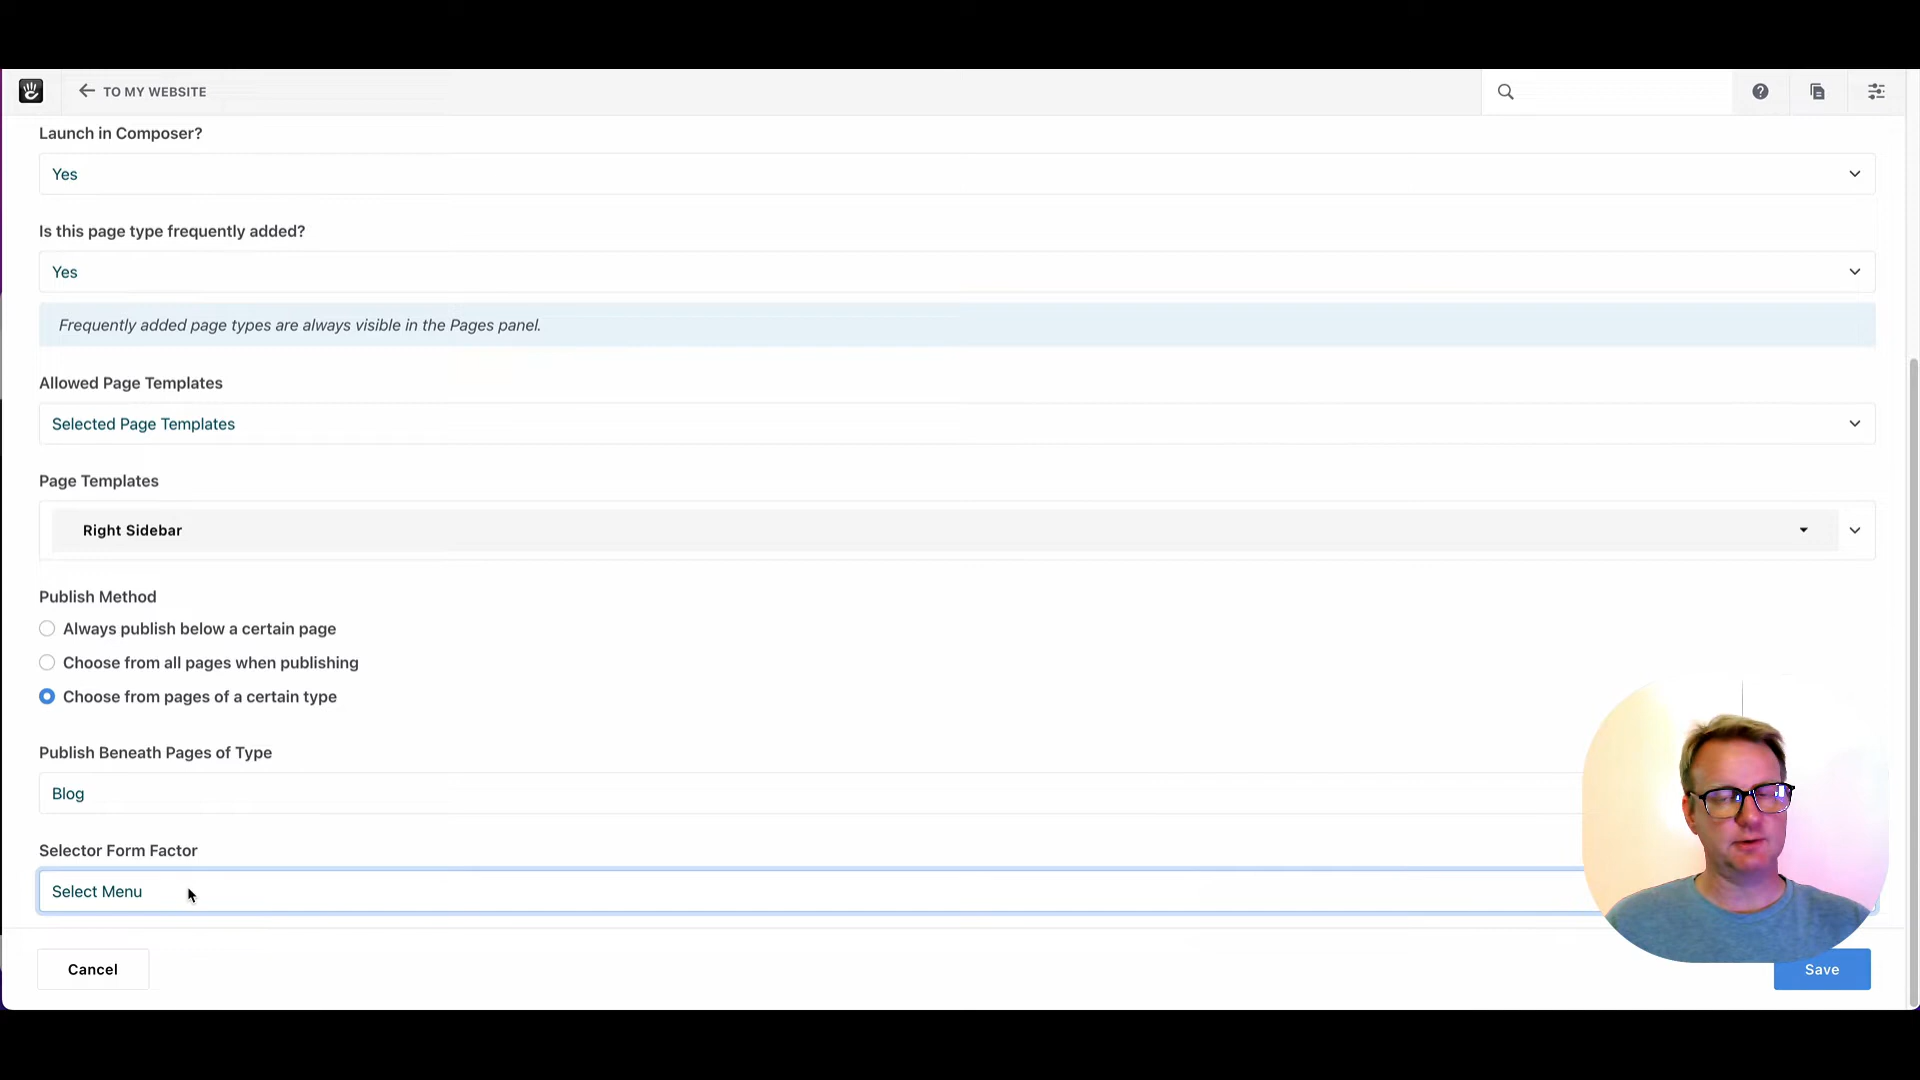 TO MY WEBSITE
Launch in Composer?
Yes
Is this page type frequently added?
Yes
Frequently added page types are always visible in the Pages panel.
Allowed Page Templates
Selected Page Templates
Page Templates
Right Sidebar
Publish Method
Always publish below a certain page
Choose from all pages when publishing
Choose from pages of a certain type
Publish Beneath Pages of Type
Blog
Selector Form Factor
Select Menu
Cancel
Save